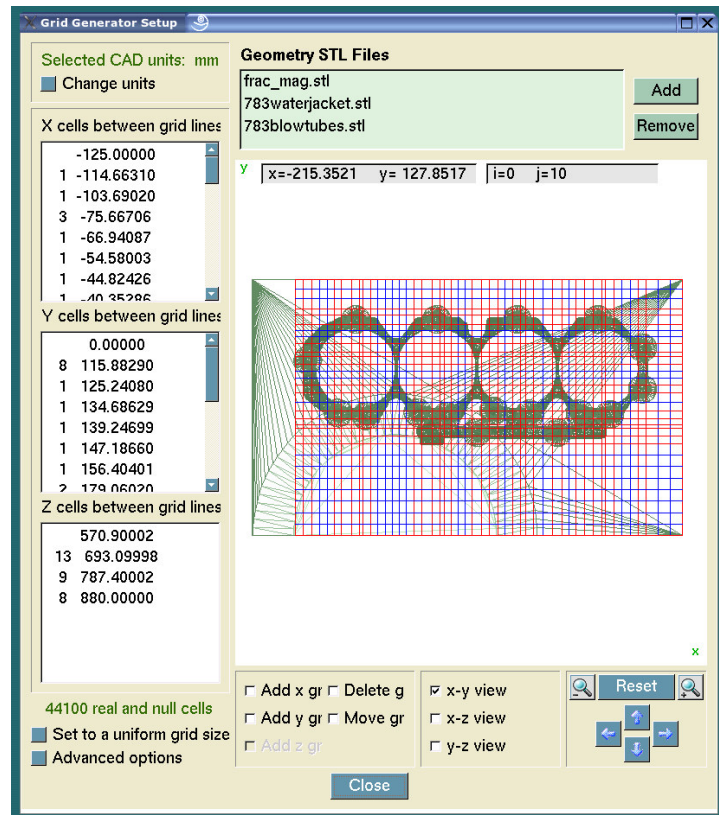 Grid Generator Setup
Selected CAD units: mm
Change units
Geometry STL Files
frac_mag.stl
783waterjacket.stl
783blowtubes.stl
Add
Remove
X cells between grid lines
-125.00000
1 -114.66310
1 -103.69020
3 -75.66706
1 -66.94087
1 -54.58003
1 -44.82426
1 -40.35286
Y cells between grid lines
0.00000
8 115.88290
1 125.24080
1 134.68629
1 139.24699
1 147.18660
1 156.40401
2 179.06020
Z cells between grid lines
570.90002
13 693.09998
9 787.40002
8 880.00000
44100 real and null cells
Set to a uniform grid size
Advanced options
y
x=-215.3521 y= 127.8517 i=0 j=10
x
Add x gr Delete g
Add y gr Move gr
Add z gr
x-y view
x-z view
y-z view
Reset
Close